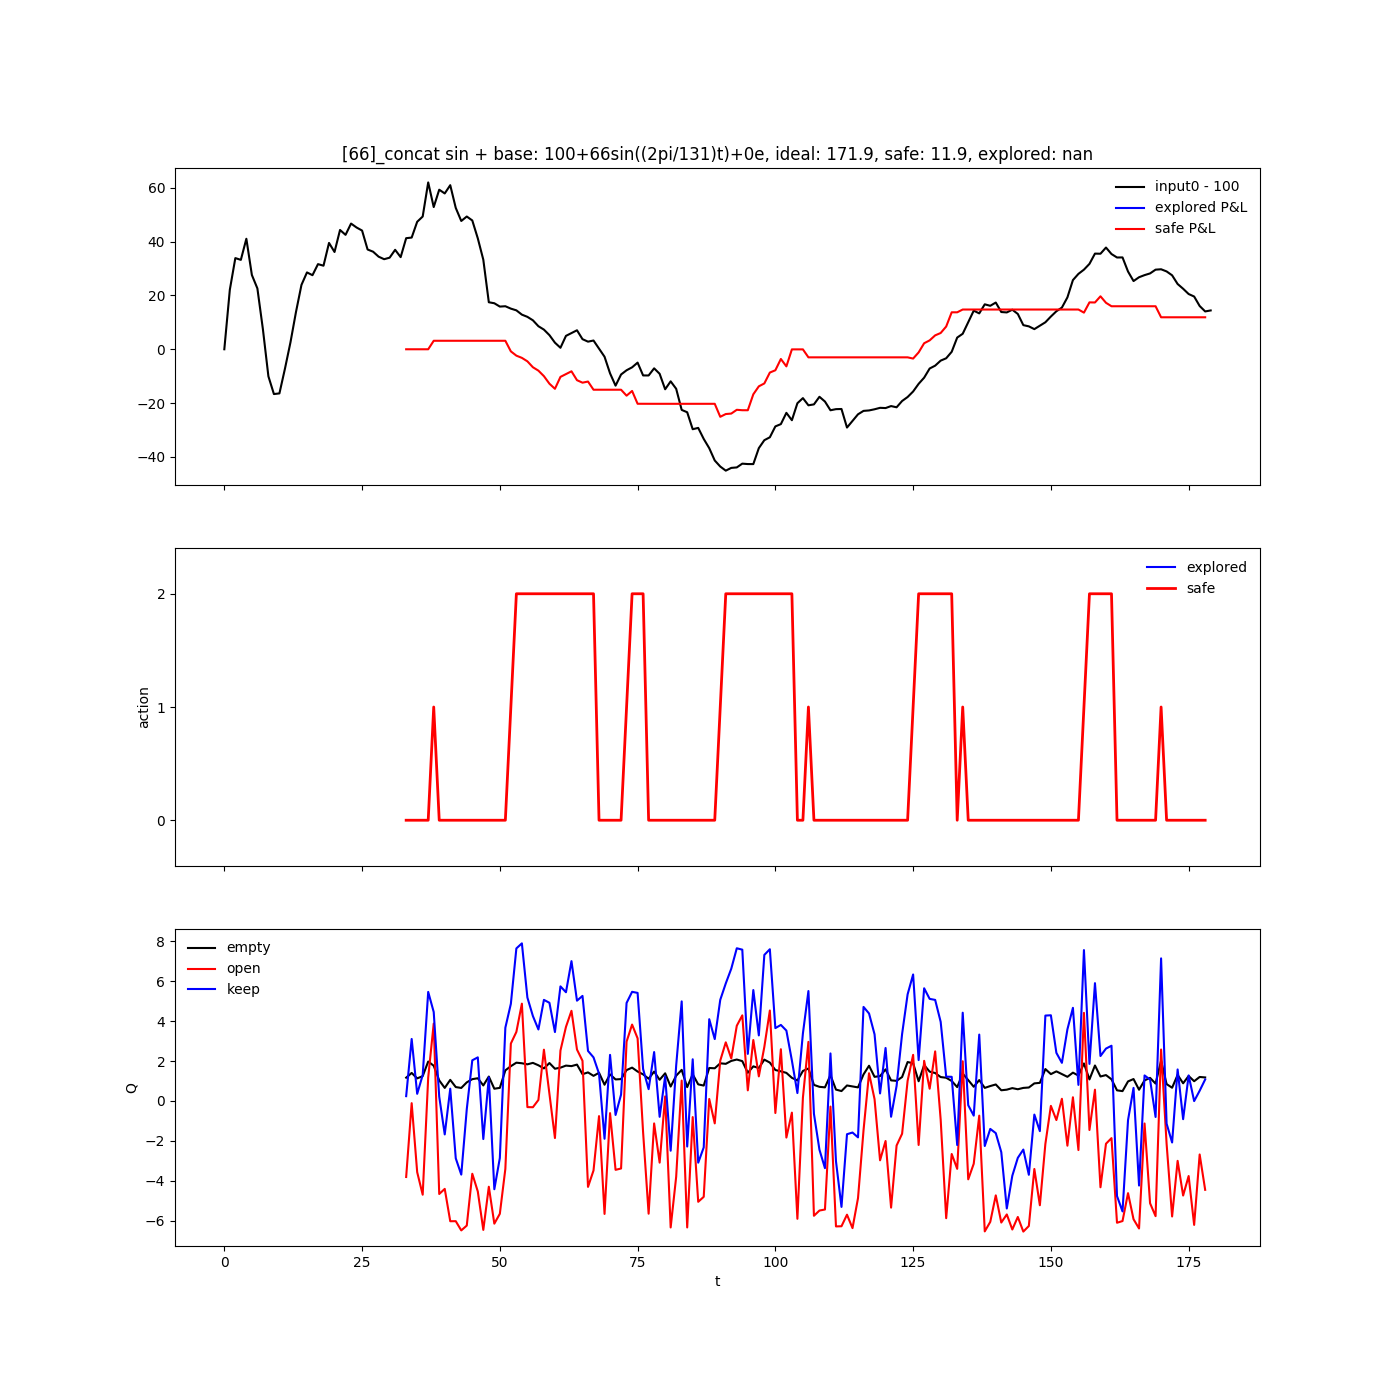 [66]_concat sin + base: 100+66sin((2pi/131)t)+0e, ideal: 171.9, safe: 11.9, explored: nan
60
40
20
0
−20
−40
input0 - 100
explored P&L
safe P&L
2
1
0
action
explored
safe
8
6
4
2
0
−2
−4
−6
Q
empty
open
keep
0 25 50 75 100 125 150 175
t